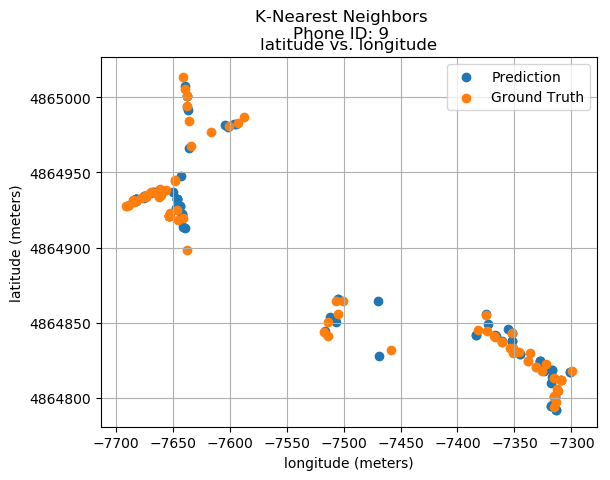 K-Nearest Neighbors
Phone ID: 9
latitude vs. longitude
Prediction
Ground Truth
4865000
4864950
4864900
4864850
4864800
latitude (meters)
−7700 −7650 −7600 −7550 −7500 −7450 −7400 −7350 −7300
longitude (meters)